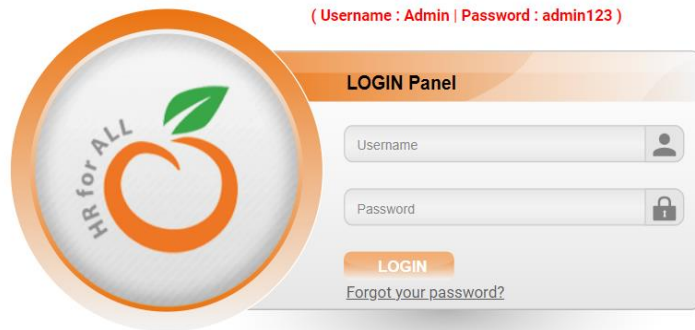 ( Username : Admin | Password : admin123 )
LOGIN Panel
HR for ALL
Username
Password
LOGIN
Forgot your password?